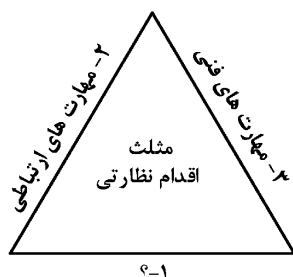 ۲- مهارت های ارتباطی
۳- مهارت های فنی
مثلث
اقدام نظارتی
۱-؟